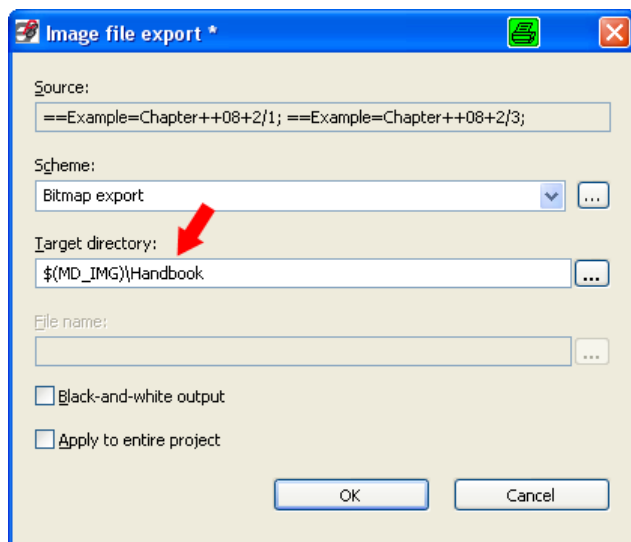 Image file export *
Source:
==Example=Chapter++08+2/1; ==Example=Chapter++08+2/3;
Scheme:
Bitmap export
...
Target directory:
$(MD_IMG)\Handbook
...
File name:
...
Black-and-white output
Apply to entire project
OK
Cancel